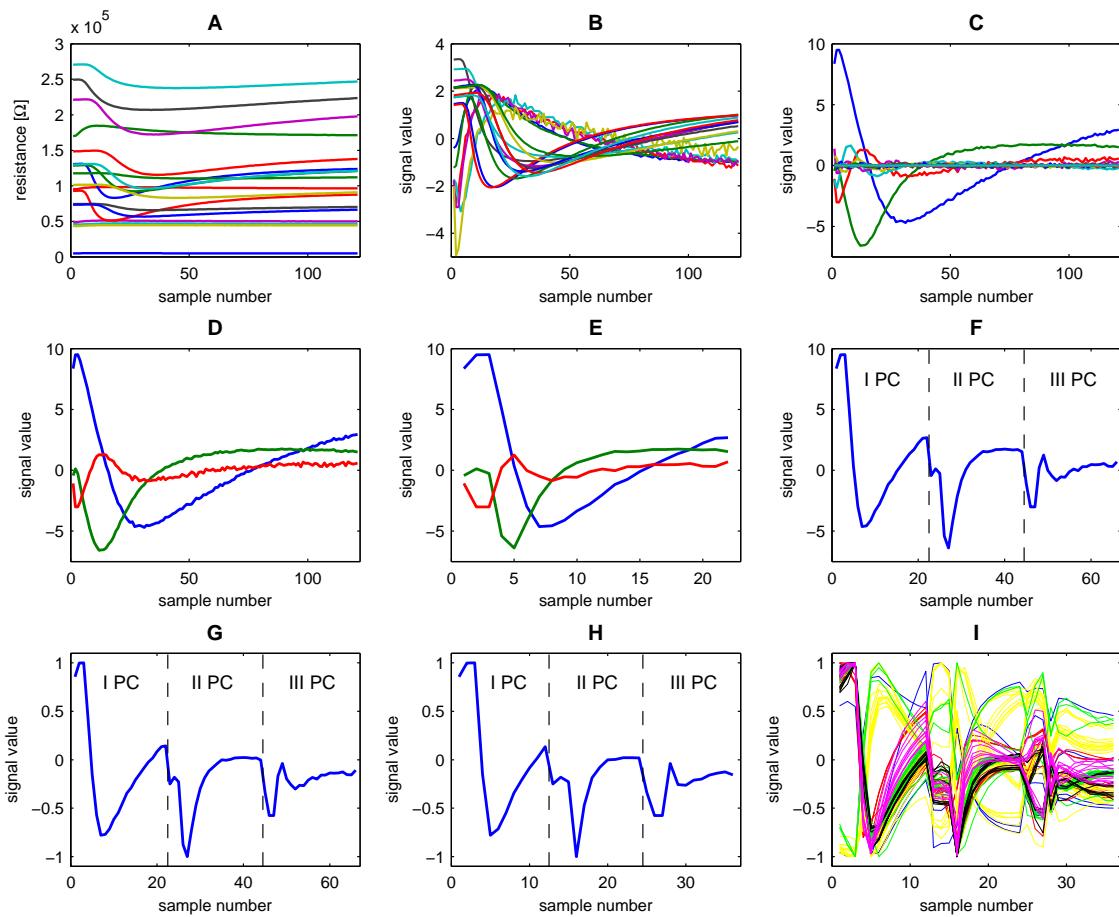 A
x 10^5
3
2.5
2
1.5
1
0.5
0
0 50 100
resistance [Ω]
sample number
B
4
2
0
−2
−4
0 50 100
signal value
sample number
C
10
5
0
−5
0 50 100
signal value
sample number
D
10
5
0
−5
0 50 100
signal value
sample number
E
10
5
0
−5
0 5 10 15 20
signal value
sample number
F
10
5
0
−5
I PC II PC III PC
0 20 40 60
signal value
sample number
G
1
0.5
0
−0.5
−1
I PC II PC III PC
0 20 40 60
signal value
sample number
H
1
0.5
0
−0.5
−1
I PC II PC III PC
0 10 20 30
signal value
sample number
I
1
0.5
0
−0.5
−1
0 10 20 30
signal value
sample number